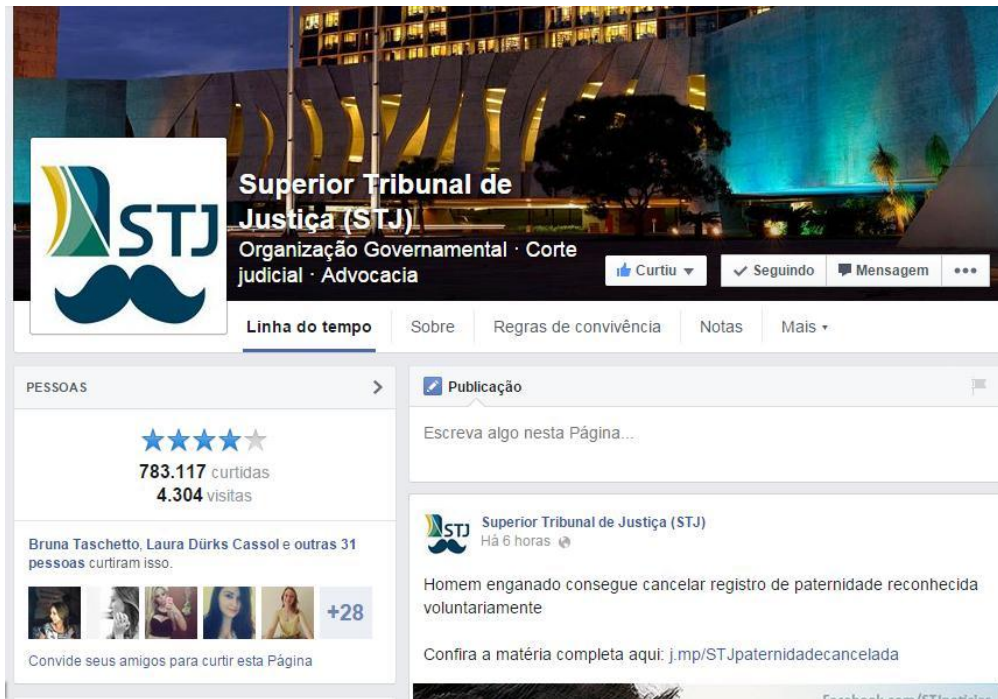 Superior Tribunal de
Justiça (STJ)
Organização Governamental · Corte
judicial · Advocacia
STJ
Curtiu
Seguindo
Mensagem
Linha do tempo
Sobre
Regras de convivência
Notas
Mais
PESSOAS
783.117 curtidas
4.304 visitas
Bruna Taschetto, Laura Dürks Cassol e outras 31
pessoas curtiram isso.
+28
Convide seus amigos para curtir esta Página
Publicação
Escreva algo nesta Página...
STJ
Superior Tribunal de Justiça (STJ)
Há 6 horas
Homem enganado consegue cancelar registro de paternidade reconhecida
voluntariamente
Confira a matéria completa aqui: j.mp/STJpaternidadecancelada